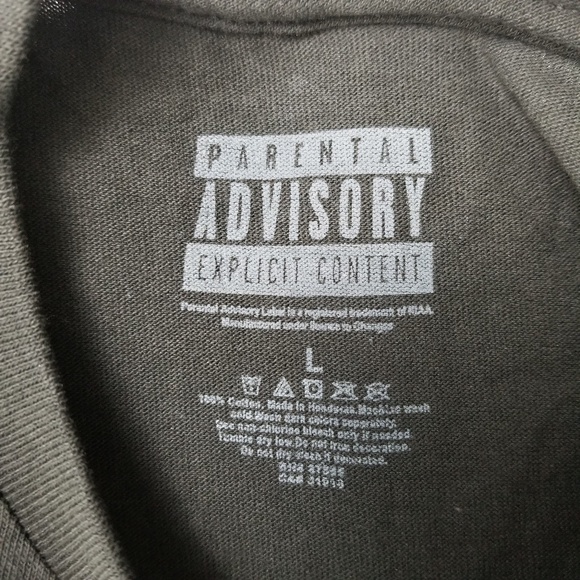 PARENTAL
ADVISORY
EXPLICIT CONTENT
Parental Advisory Label is a registered trademark of RIAA
Manufactured under license to Changes
L
100% Cotton. Made in Honduras. Machine wash
cold. Wash dark colors separately.
Use non-chlorine bleach only if needed.
Tumble dry low. Do not iron decoration.
Do not dry clean if decorated.